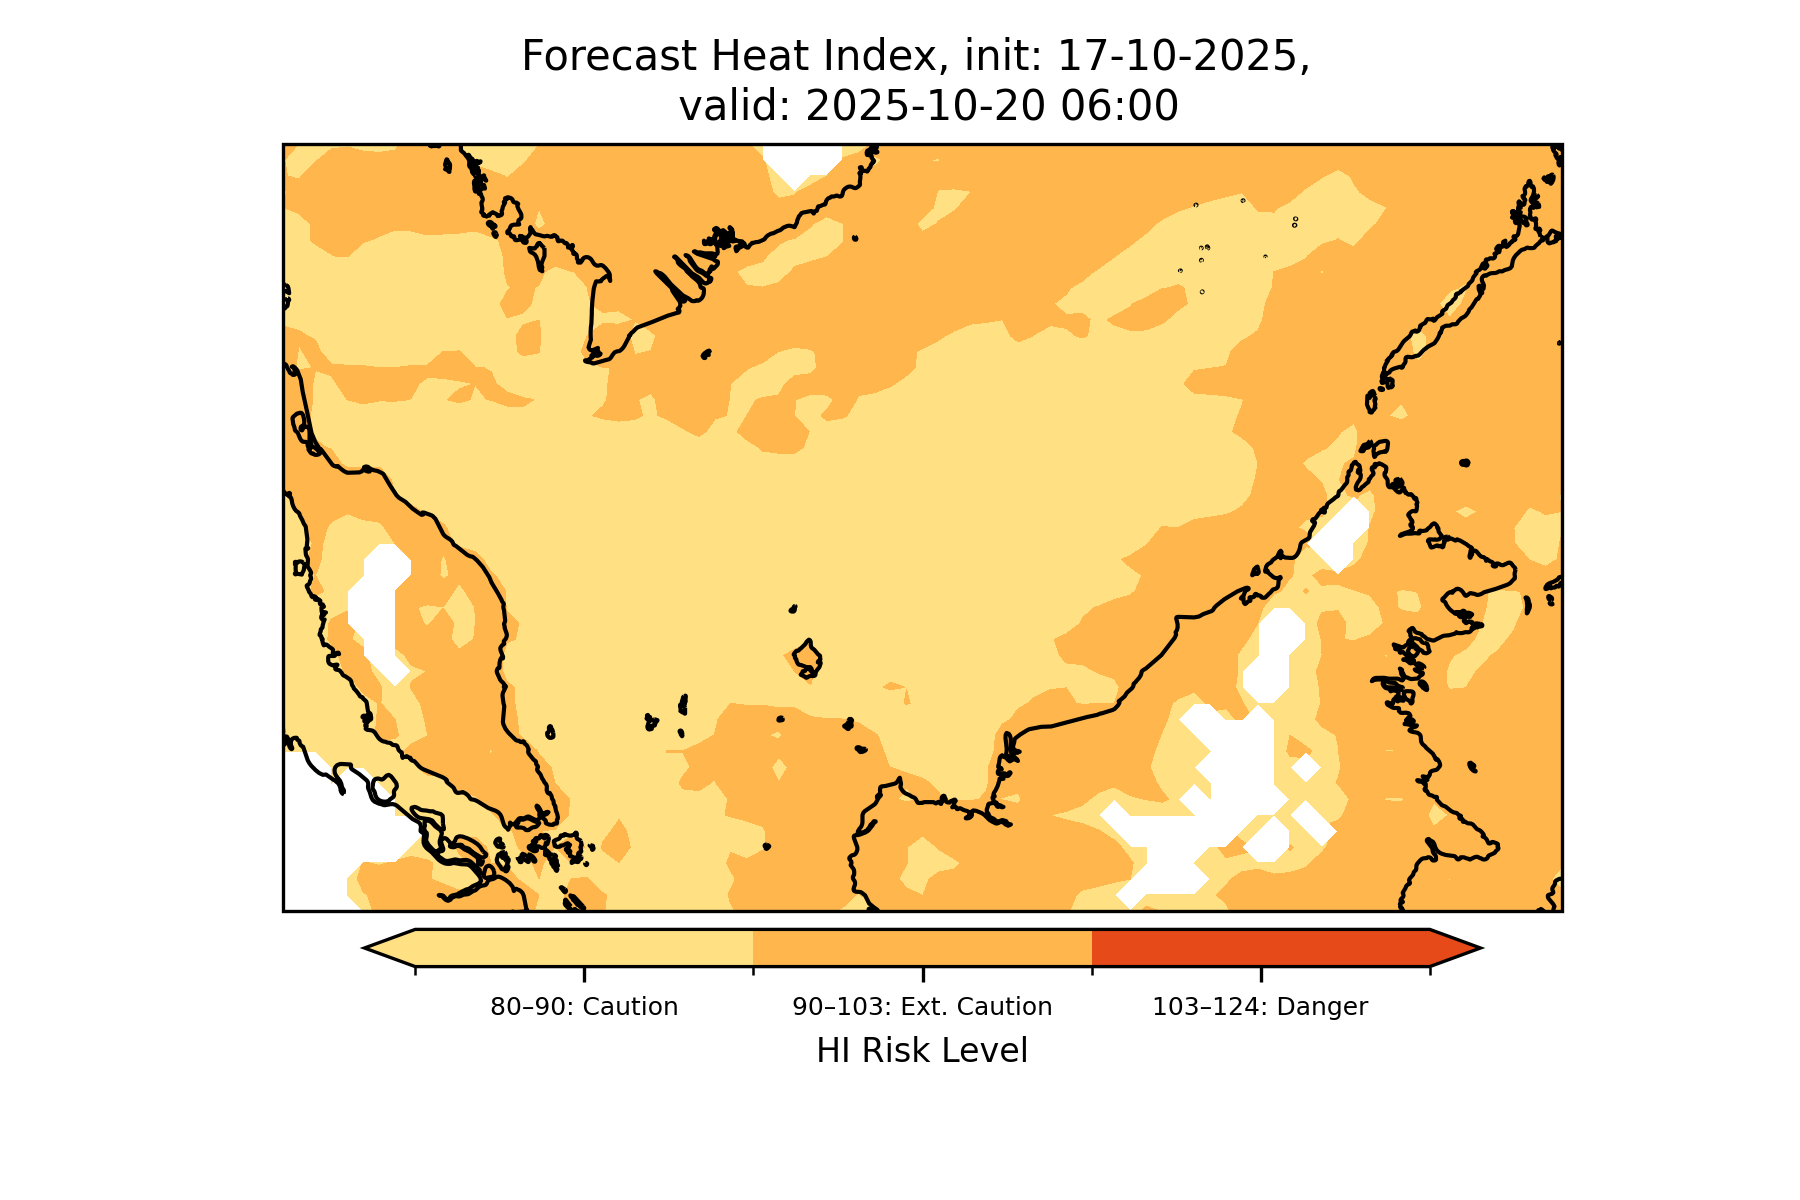 Forecast Heat Index, init: 17-10-2025,
valid: 2025-10-20 06:00
80–90: Caution
90–103: Ext. Caution
103–124: Danger
HI Risk Level